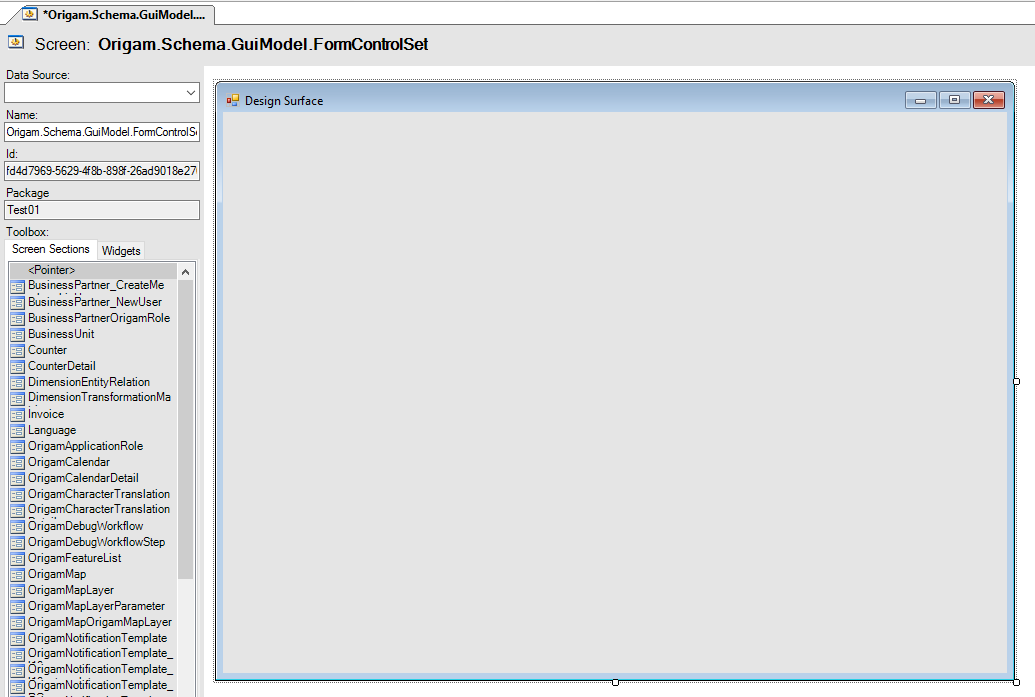 *Origam.Schema.GuiModel....
Screen: Origam.Schema.GuiModel.FormControlSet
Data Source:
Name:
Origam.Schema.GuiModel.FormControlS
Id:
fd4d7969-5629-4f8b-898f-26ad9018e27
Package
Test01
Toolbox:
Screen Sections Widgets
<Pointer>
BusinessPartner_CreateMe
BusinessPartner_NewUser
BusinessPartnerOrigamRole
BusinessUnit
Counter
CounterDetail
DimensionEntityRelation
DimensionTransformationMa
Invoice
Language
OrigamApplicationRole
OrigamCalendar
OrigamCalendarDetail
OrigamCharacterTranslation
OrigamCharacterTranslation
OrigamDebugWorkflow
OrigamDebugWorkflowStep
OrigamFeatureList
OrigamMap
OrigamMapLayer
OrigamMapLayerParameter
OrigamMapOrigamMapLayer
OrigamNotificationTemplate
OrigamNotificationTemplate_
OrigamNotificationTemplate_
OrigamNotificationTemplate_
Design Surface